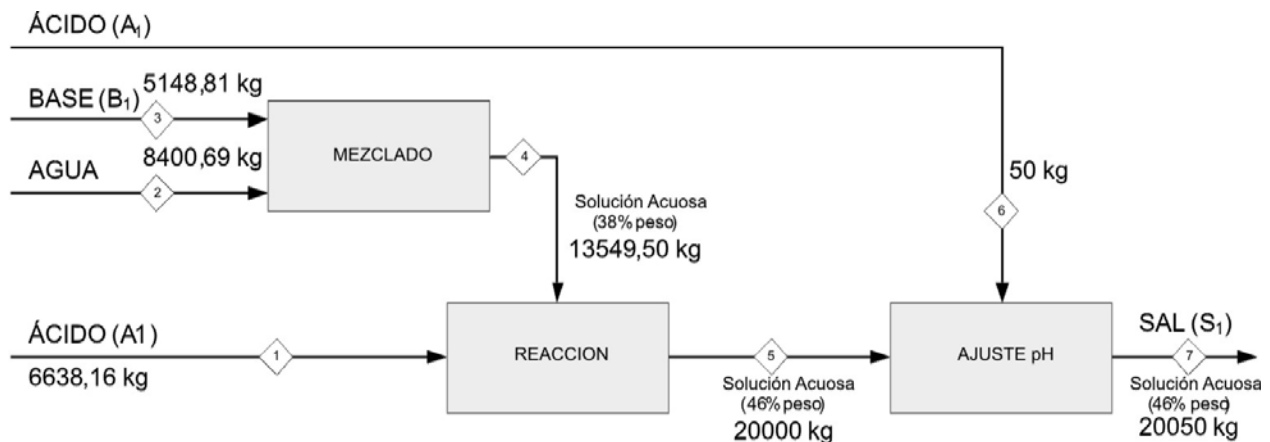 ÁCIDO (A₁)
5148,81 kg
BASE (B₁)
3
8400,69 kg
AGUA
2
MEZCLADO
4
Solución Acuosa
(38% peso)
13549,50 kg
50 kg
6
ÁCIDO (A1)
1
6638,16 kg
REACCION
5
Solución Acuosa
(46% peso)
20000 kg
AJUSTE pH
SAL (S₁)
7
Solución Acuosa
(46% peso)
20050 kg